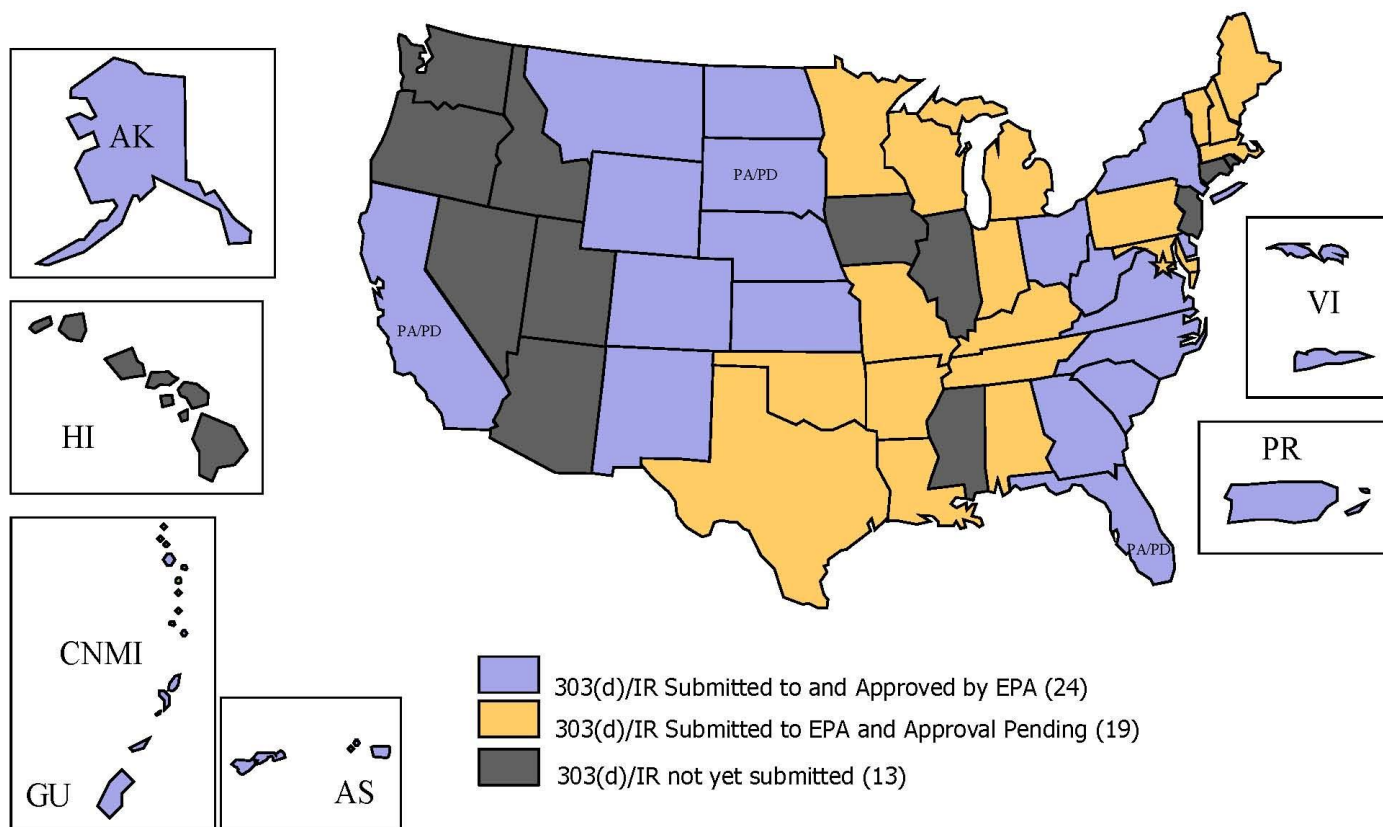 AK
PA/PD
PA/PD
VI
HI
PR
PA/PD
CNMI
GU
AS
303(d)/IR Submitted to and Approved by EPA (24)
303(d)/IR Submitted to EPA and Approval Pending (19)
303(d)/IR not yet submitted (13)